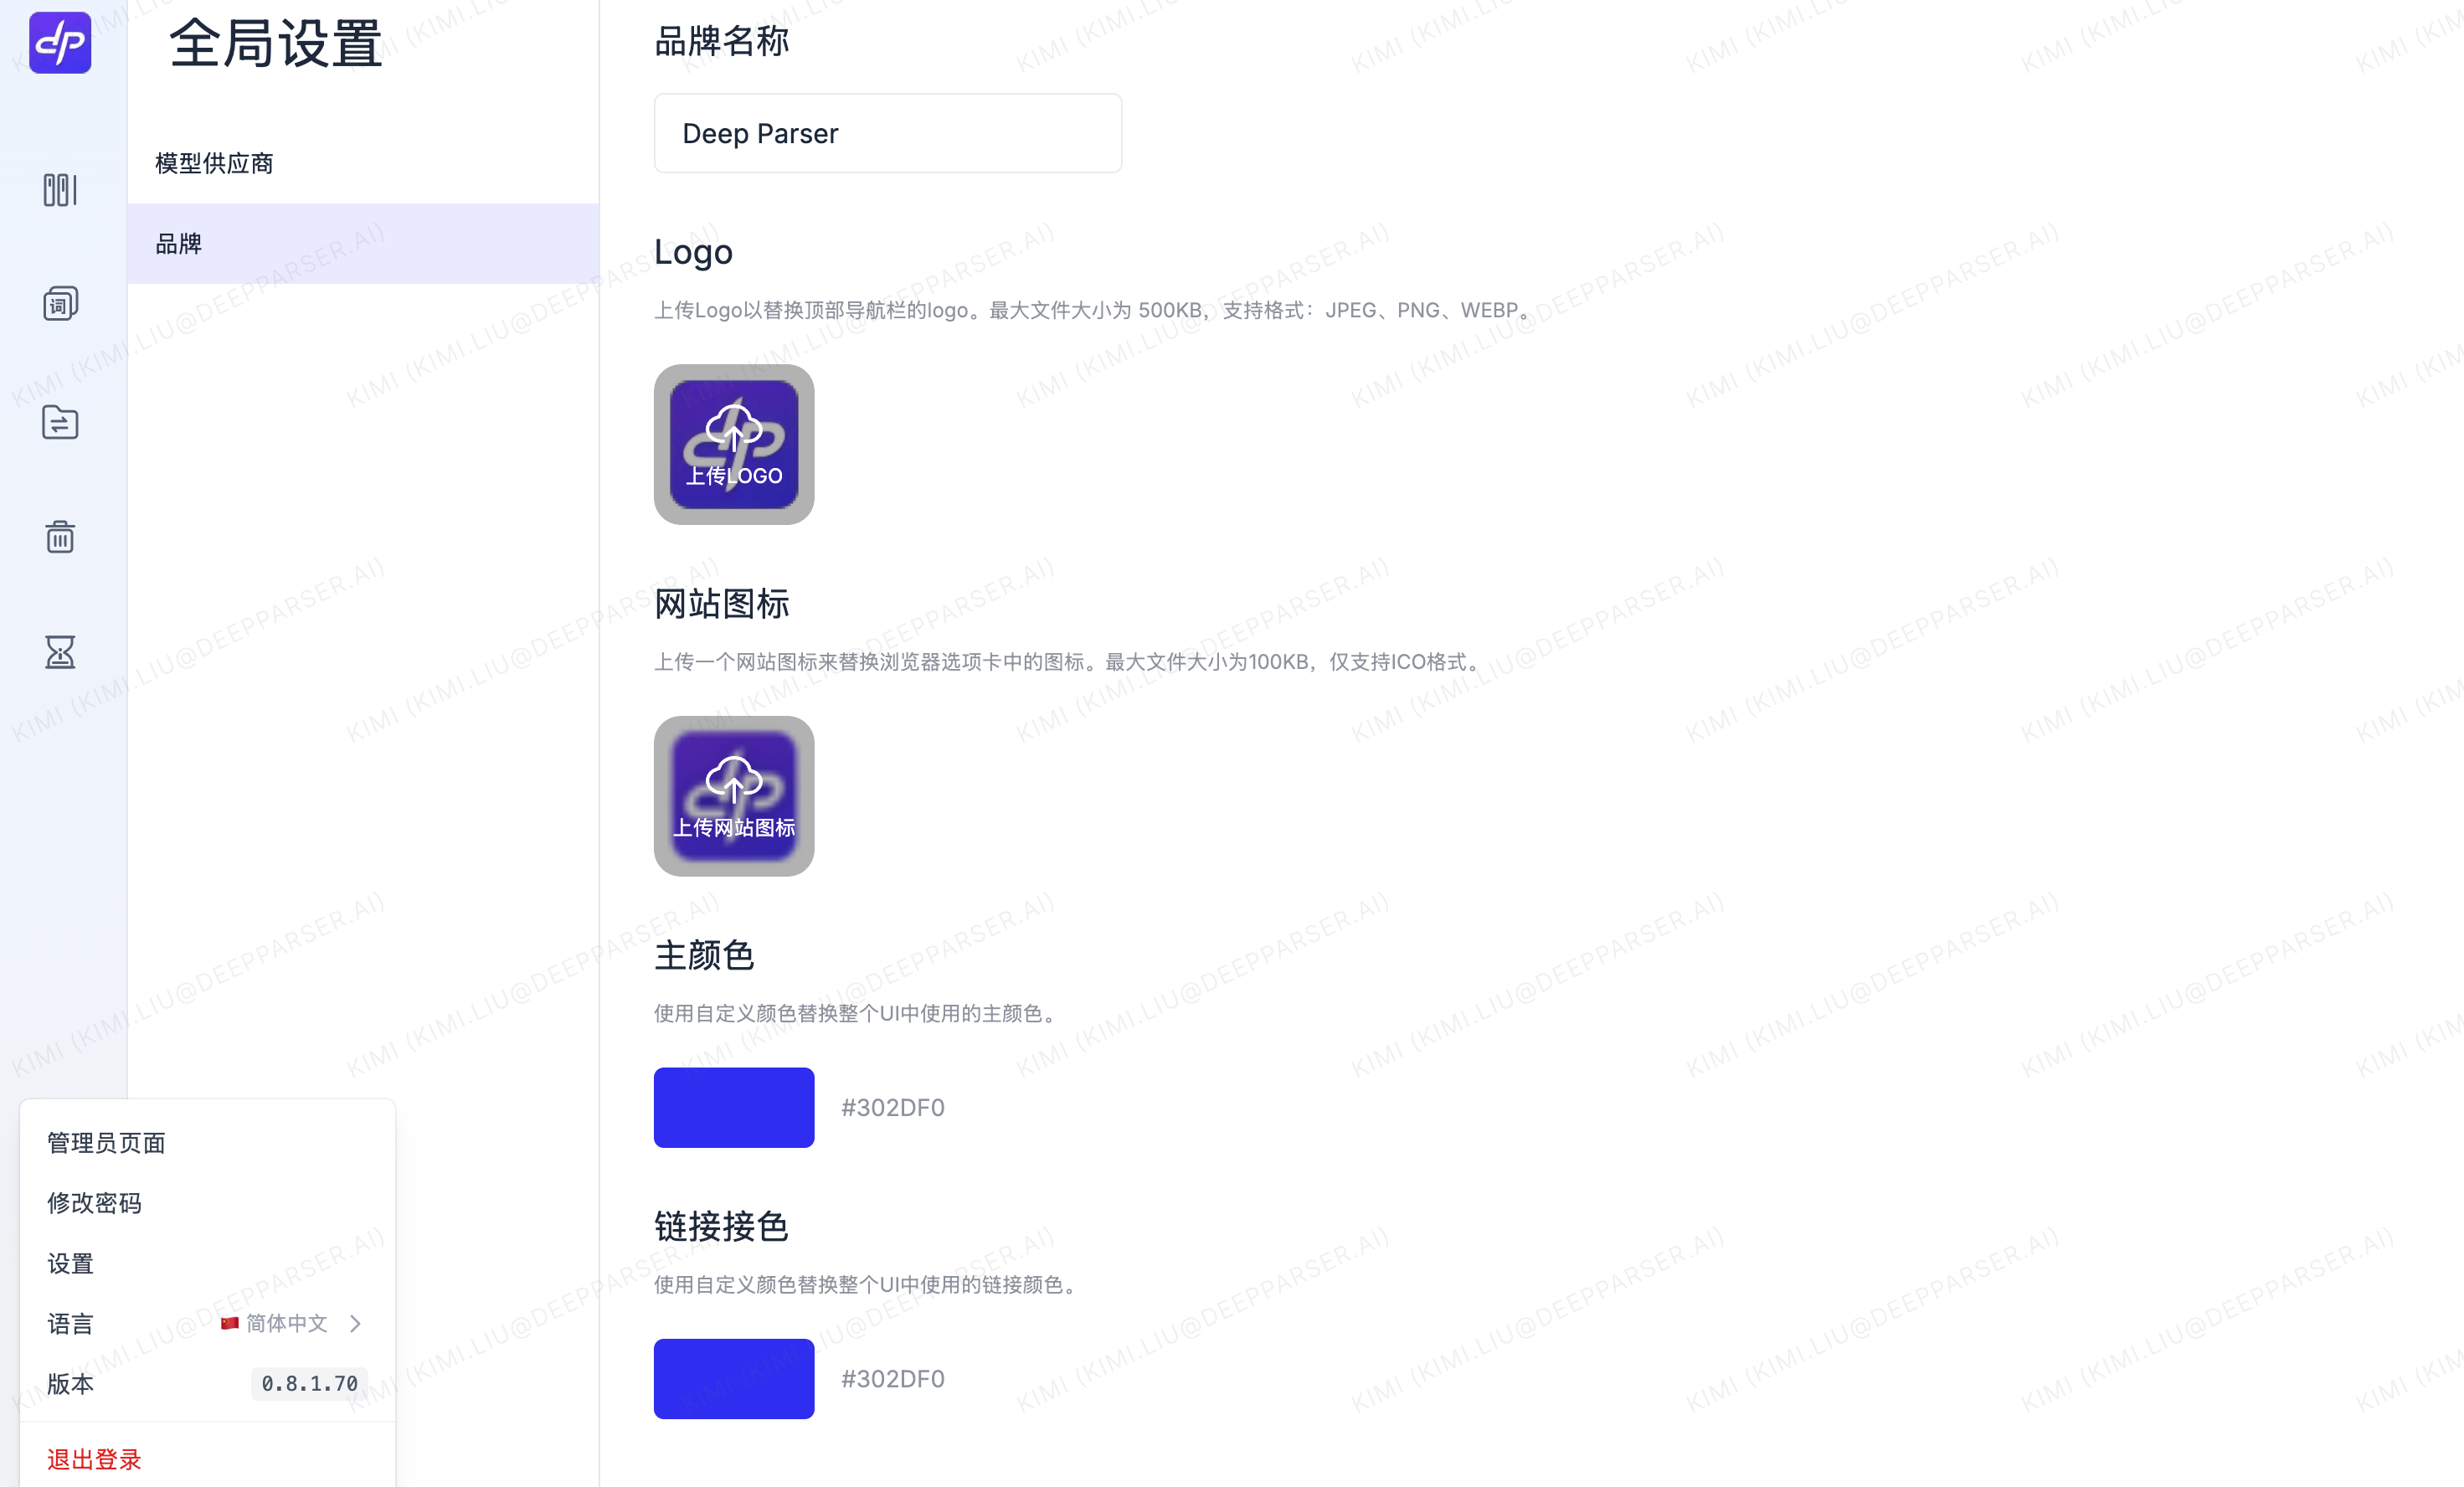 全局设置
模型供应商
品牌
词
管理员页面
修改密码
设置
语言 简体中文
版本 0.8.1.70
退出登录
品牌名称
Deep Parser
Logo
上传Logo以替换顶部导航栏的logo。最大文件大小为 500KB，支持格式：JPEG、PNG、WEBP。
上传LOGO
网站图标
上传一个网站图标来替换浏览器选项卡中的图标。最大文件大小为100KB，仅支持ICO格式。
上传网站图标
主颜色
使用自定义颜色替换整个UI中使用的主颜色。
#302DF0
链接接色
使用自定义颜色替换整个UI中使用的链接颜色。
#302DF0
KIMI (KIMI.LIU@DEEPPARSER.AI)